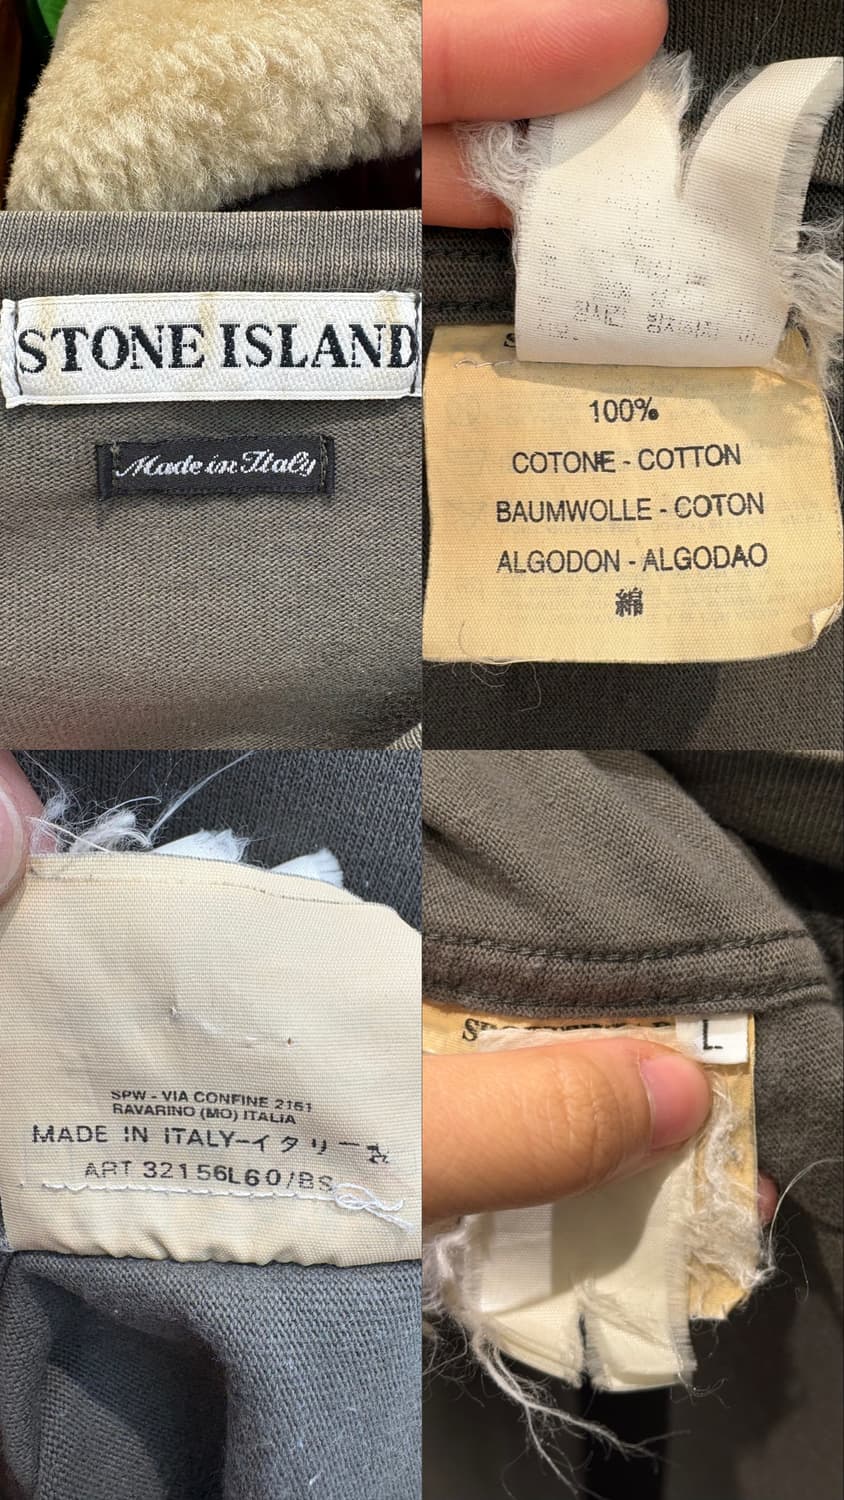 STONE ISLAND
Made in Italy
100%
COTONE - COTTON
BAUMWOLLE - COTON
ALGODON - ALGODAO
綿
SPW - VIA CONFINE 2161
RAVARINO (MO) ITALIA
MADE IN ITALY-イタリー製
ART 32156L60/BS
L